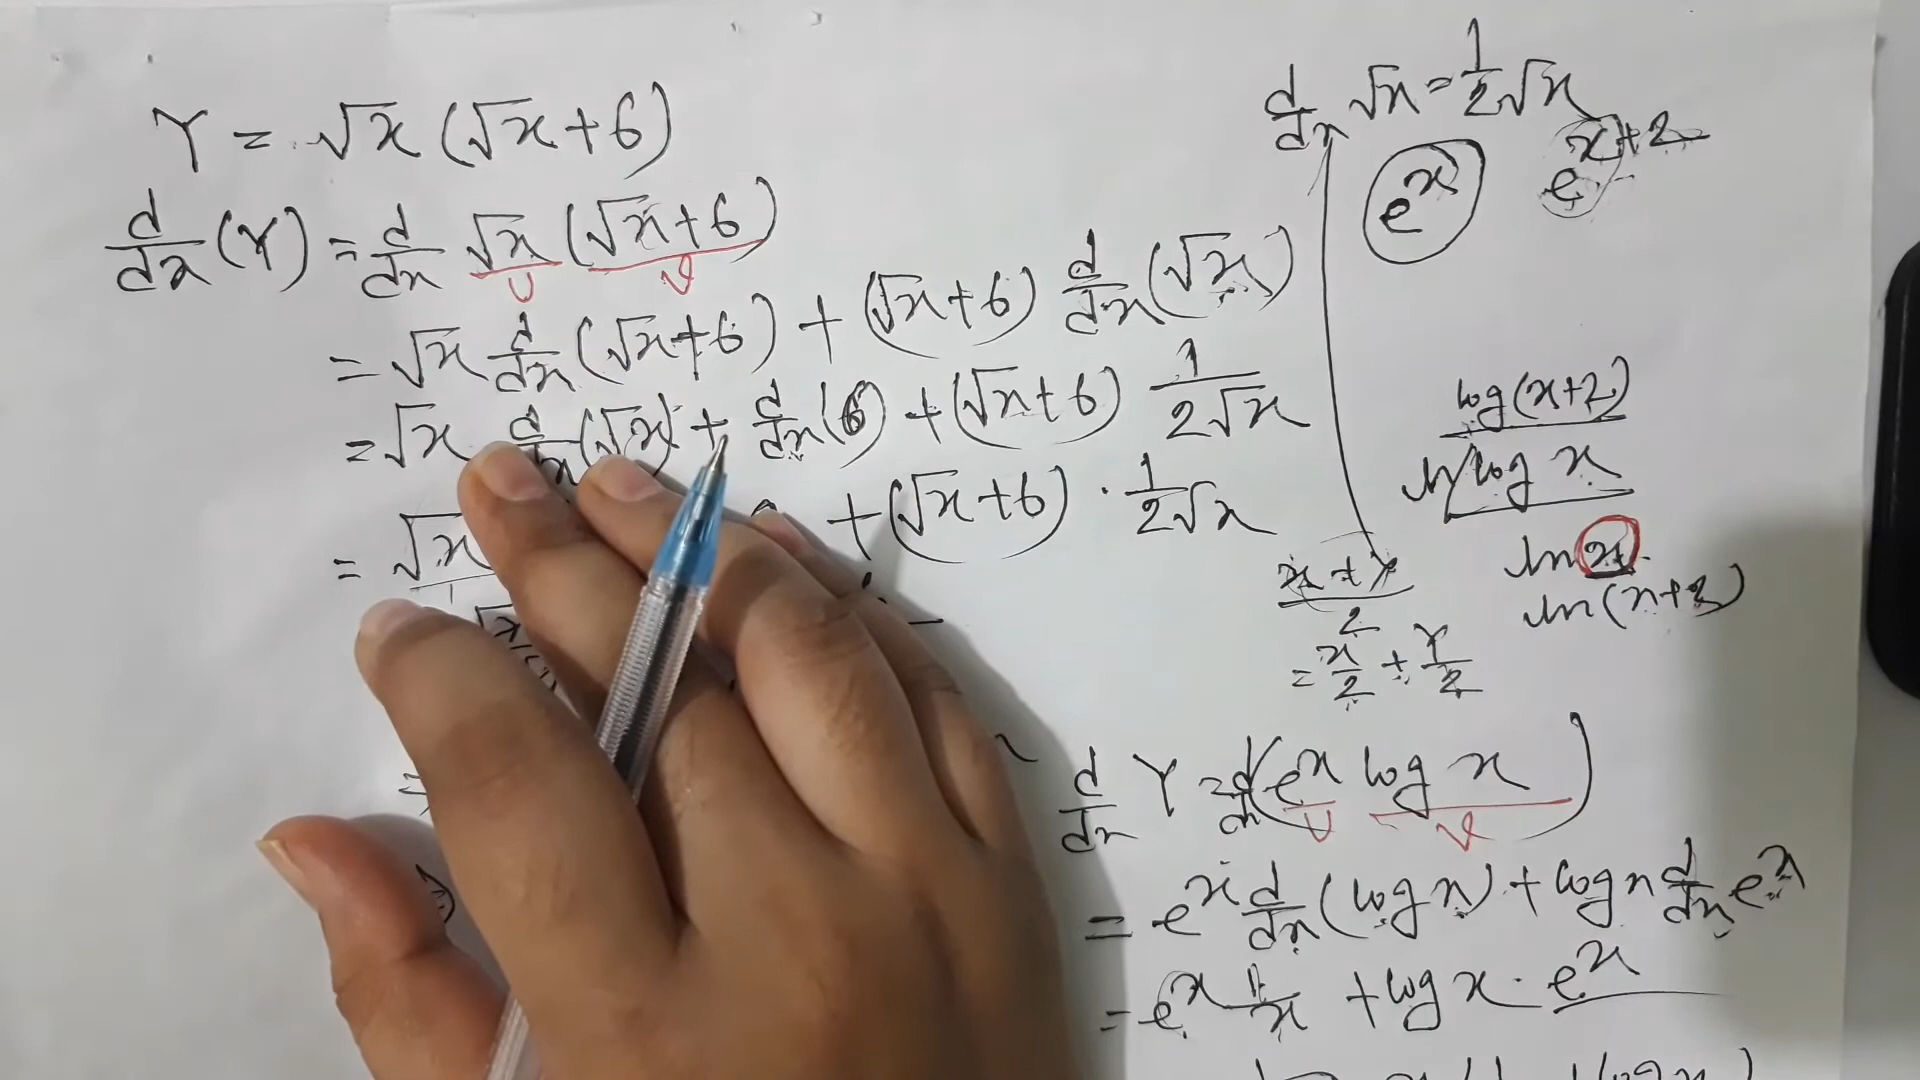 Y = √x (√x + 6)
d/dx (Y) = d/dx √x (√x + 6)
U V
= √x d/dx (√x + 6) + (√x + 6) d/dx (√x)
= √x d/dx (√x) + d/dx (6) + (√x + 6) 1/2√x
= √x + (√x + 6) · 1/2√x
d/dx √x = 1/2√x
e^x e^x+2
log(x+2)
log x
ln x
ln(x+2)
x + y / 2
= x/2 + y/2
d/dx Y = d/dx (e^x log x)
U V
= e^x d/dx (log x) + log x d/dx e^x
= e^x 1/x + log x · e^x